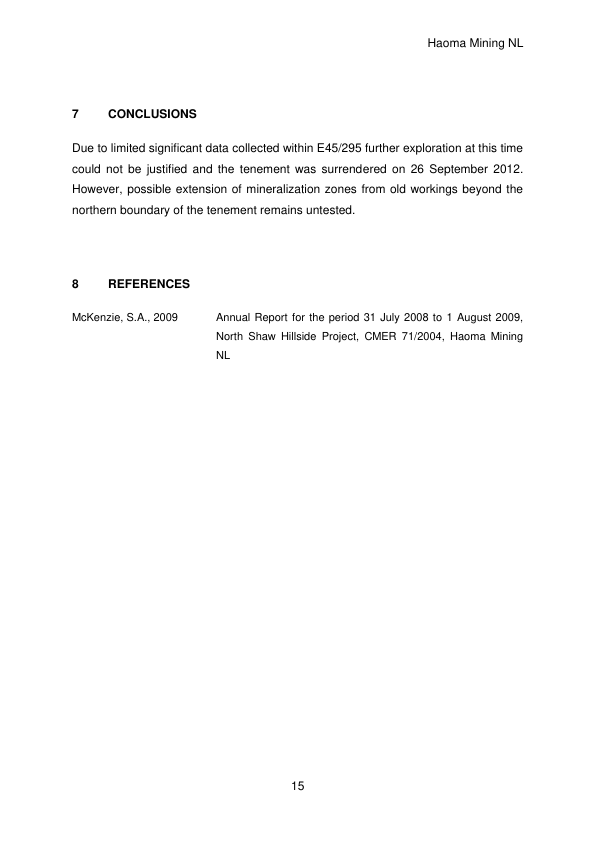 Haoma Mining NL
7 CONCLUSIONS
Due to limited significant data collected within E45/295 further exploration at this time
could not be justified and the tenement was surrendered on 26 September 2012.
However, possible extension of mineralization zones from old workings beyond the
northern boundary of the tenement remains untested.
8 REFERENCES
McKenzie, S.A., 2009 Annual Report for the period 31 July 2008 to 1 August 2009,
North Shaw Hillside Project, CMER 71/2004, Haoma Mining
NL
15